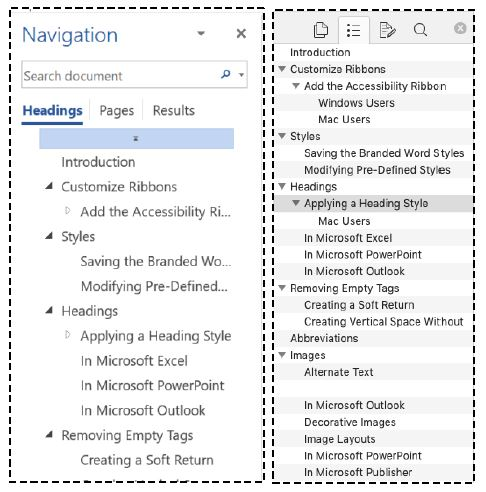 Navigation
Search document
Headings Pages Results
Introduction
Customize Ribbons
Add the Accessibility Ri...
Styles
Saving the Branded Wo...
Modifying Pre-Defined...
Headings
Applying a Heading Style
In Microsoft Excel
In Microsoft PowerPoint
In Microsoft Outlook
Removing Empty Tags
Creating a Soft Return
Introduction
Customize Ribbons
Add the Accessibility Ribbon
Windows Users
Mac Users
Styles
Saving the Branded Word Styles
Modifying Pre-Defined Styles
Headings
Applying a Heading Style
Mac Users
In Microsoft Excel
In Microsoft PowerPoint
In Microsoft Outlook
Removing Empty Tags
Creating a Soft Return
Creating Vertical Space Without
Abbreviations
Images
Alternate Text
In Microsoft Outlook
Decorative Images
Image Layouts
In Microsoft PowerPoint
In Microsoft Publisher